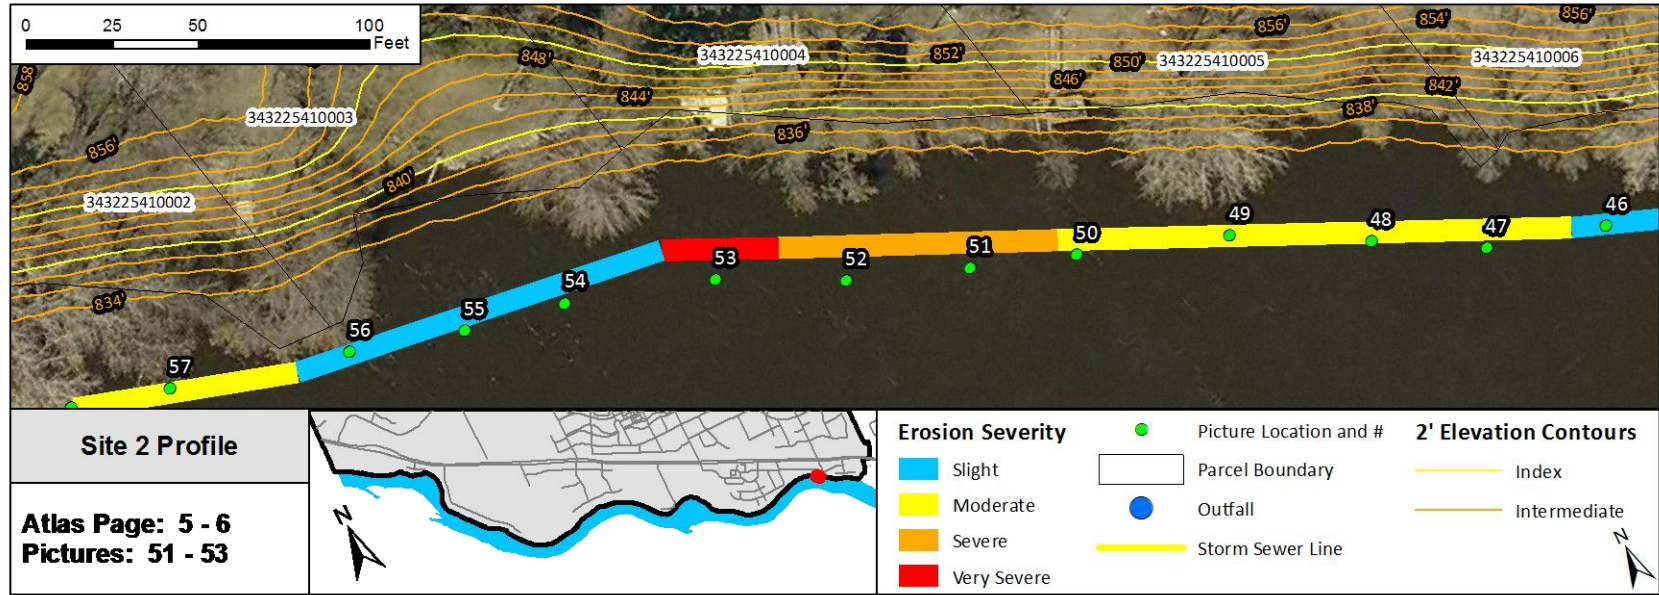 0 25 50 100
Feet
858'
856'
854'
856'
848'
343225410004
852'
850'
343225410005
343225410006
846'
842'
844'
838'
343225410003
836'
856'
840'
343225410002
834'
46
47
48
49
50
51
52
53
54
55
56
57
Site 2 Profile
Atlas Page: 5 - 6
Pictures: 51 - 53
N
Erosion Severity
Slight
Moderate
Severe
Very Severe
Picture Location and #
Parcel Boundary
Outfall
Storm Sewer Line
2' Elevation Contours
Index
Intermediate
N